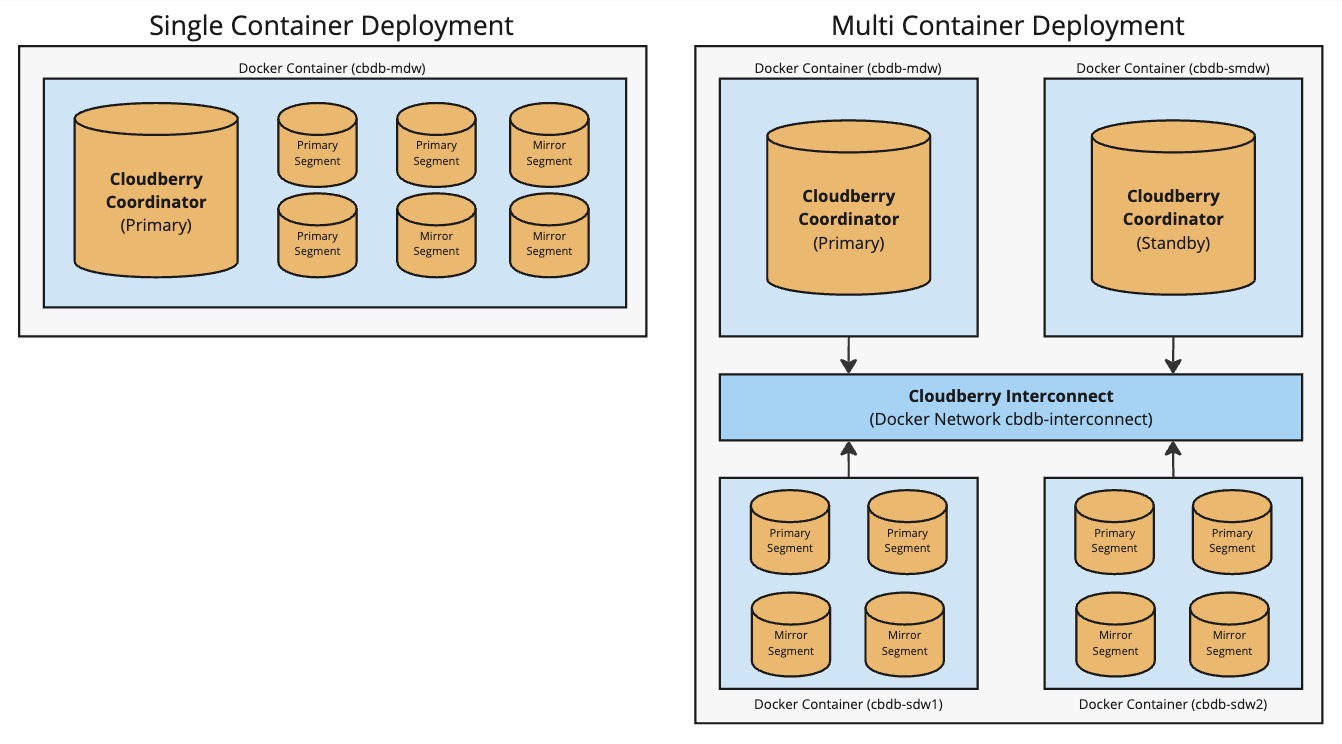 Single Container Deployment
Docker Container (cbdb-mdw)
Cloudberry
Coordinator
(Primary)
Primary
Segment
Primary
Segment
Mirror
Segment
Primary
Segment
Mirror
Segment
Mirror
Segment
Multi Container Deployment
Docker Container (cbdb-mdw)
Cloudberry
Coordinator
(Primary)
Docker Container (cbdb-smdw)
Cloudberry
Coordinator
(Standby)
Cloudberry Interconnect
(Docker Network cbdb-interconnect)
Primary
Segment
Primary
Segment
Mirror
Segment
Mirror
Segment
Docker Container (cbdb-sdw1)
Primary
Segment
Primary
Segment
Mirror
Segment
Mirror
Segment
Docker Container (cbdb-sdw2)